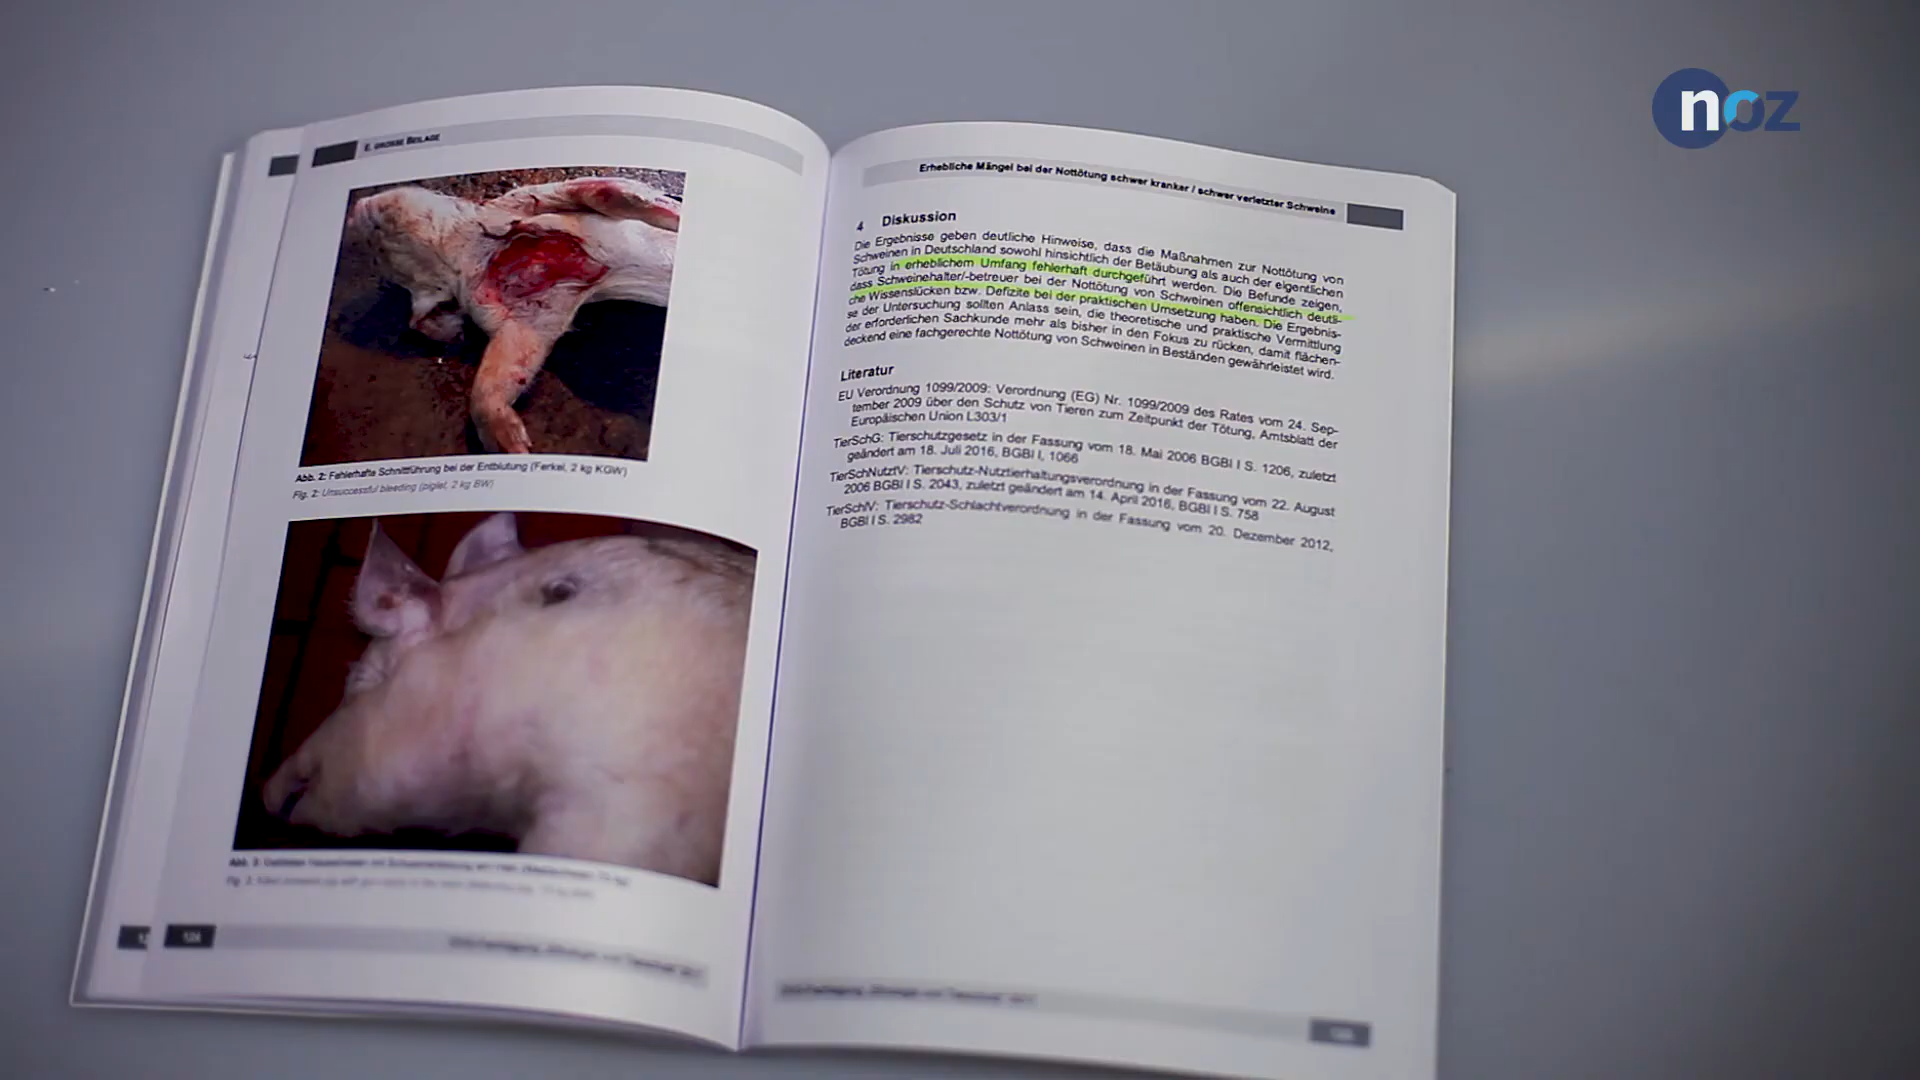 noz
E. GROSSE BEILAGE
Abb. 2: Fehlerhafte Schnittführung bei der Entblutung (Ferkel, 2 kg KGW)
Fig. 2: Unsuccessful bleeding (piglet, 2 kg BW)
Erhebliche Mängel bei der Nottötung schwer kranker / schwer verletzter Schweine
4 Diskussion
Die Ergebnisse geben deutliche Hinweise, dass die Maßnahmen zur Nottötung von
Schweinen in Deutschland sowohl hinsichtlich der Betäubung als auch der eigentlichen
Tötung in erheblichem Umfang fehlerhaft durchgeführt werden. Die Befunde zeigen,
dass Schweinehalter/-betreuer bei der Nottötung von Schweinen offensichtlich deutli-
che Wissenslücken bzw. Defizite bei der praktischen Umsetzung haben. Die Ergebnis-
se der Untersuchung sollten Anlass sein, die theoretische und praktische Vermittlung
der erforderlichen Sachkunde mehr als bisher in den Fokus zu rücken, damit flächen-
deckend eine fachgerechte Nottötung von Schweinen in Beständen gewährleistet wird.
Literatur
EU Verordnung 1099/2009: Verordnung (EG) Nr. 1099/2009 des Rates vom 24. Sep-
tember 2009 über den Schutz von Tieren zum Zeitpunkt der Tötung, Amtsblatt der
Europäischen Union L303/1
TierSchG: Tierschutzgesetz in der Fassung vom 18. Mai 2006 BGBl I S. 1206, zuletzt
geändert am 18. Juli 2016, BGBl I, 1066
TierSchNutztV: Tierschutz-Nutztierhaltungsverordnung in der Fassung vom 22. August
2006 BGBl I S. 2043, zuletzt geändert am 14. April 2016, BGBl I S. 758
TierSchlV: Tierschutz-Schlachtverordnung in der Fassung vom 20. Dezember 2012,
BGBl I S. 2982